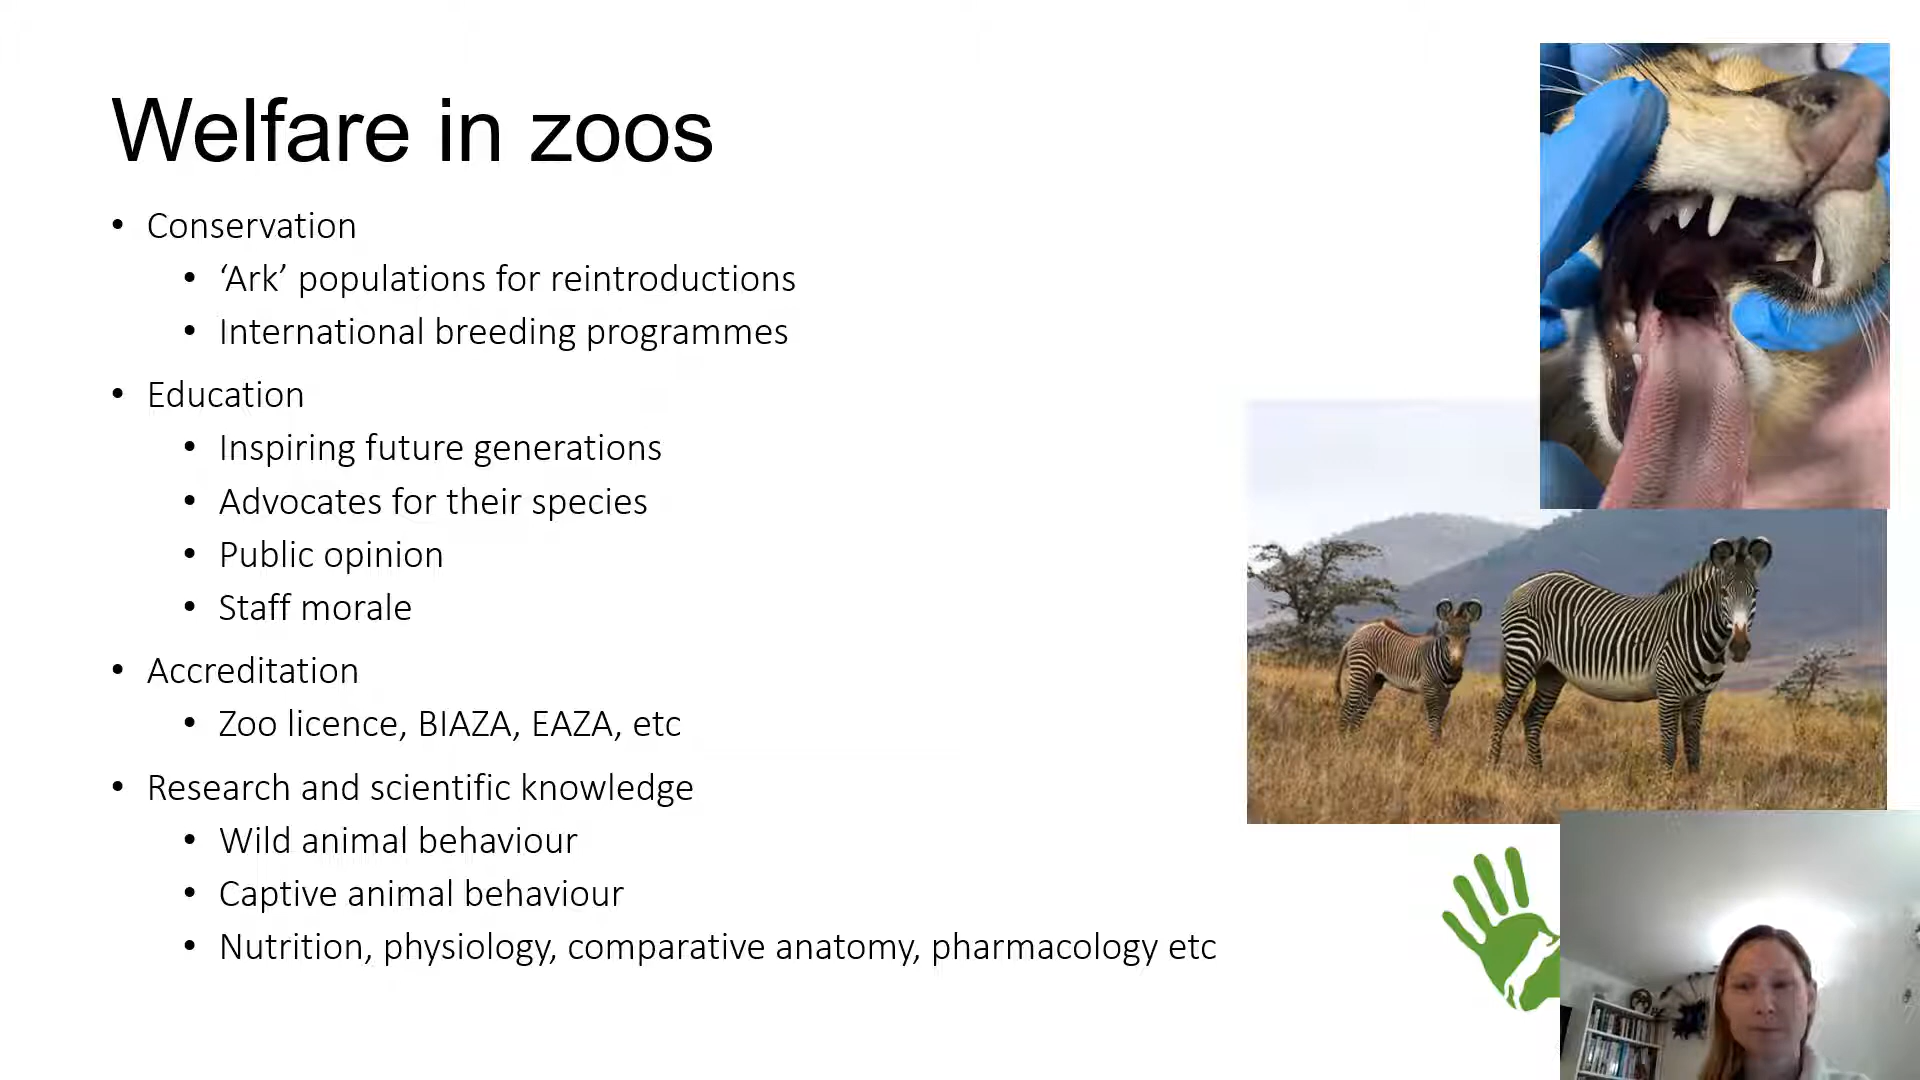 Welfare in zoos
• Conservation
• ‘Ark’ populations for reintroductions
• International breeding programmes
• Education
• Inspiring future generations
• Advocates for their species
• Public opinion
• Staff morale
• Accreditation
• Zoo licence, BIAZA, EAZA, etc
• Research and scientific knowledge
• Wild animal behaviour
• Captive animal behaviour
• Nutrition, physiology, comparative anatomy, pharmacology etc